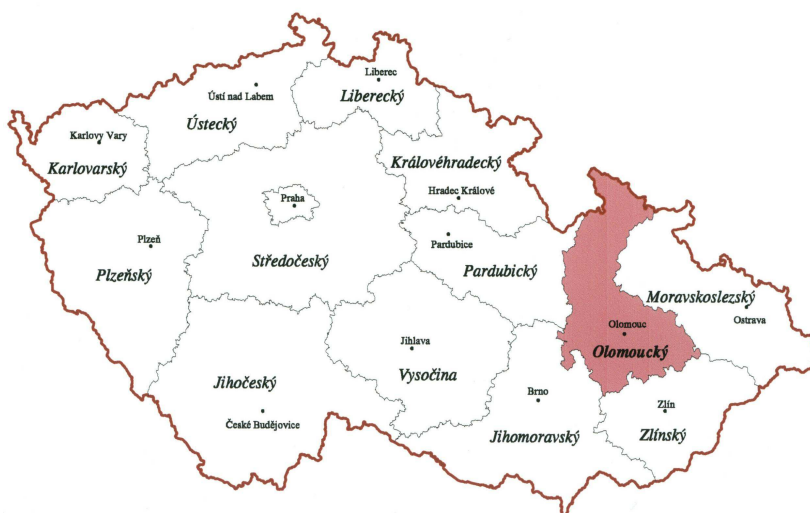 Liberec
Liberecký
Ústí nad Labem
Ústecký
Karlovy Vary
Karlovarský
Královéhradecký
Hradec Králové
Praha
Středočeský
Plzeň
Plzeňský
Pardubice
Pardubický
Moravskoslezský
Ostrava
Olomouc
Olomoucký
Jihlava
Vysočina
Jihočeský
České Budějovice
Brno
Jihomoravský
Zlín
Zlínský